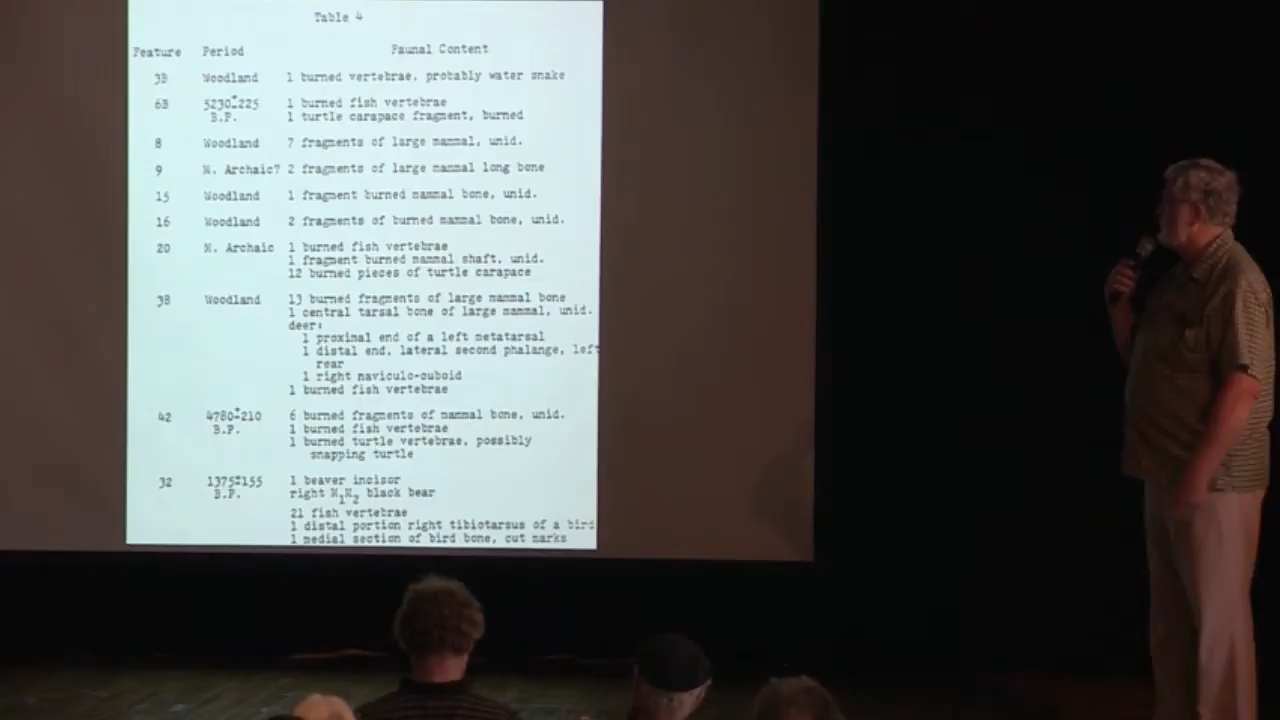 Table 4
Feature Period Faunal Content
3B Woodland 1 burned vertebrae, probably water snake
6B 5230±225 1 burned fish vertebrae
B.P. 1 turtle carapace fragment, burned
8 Woodland 7 fragments of large mammal, unid.
9 M. Archaic? 2 fragments of large mammal long bone
15 Woodland 1 fragment burned mammal bone, unid.
16 Woodland 2 fragments of burned mammal bone, unid.
20 M. Archaic 1 burned fish vertebrae
1 fragment burned mammal shaft, unid.
12 burned pieces of turtle carapace
38 Woodland 13 burned fragments of large mammal bone
1 central tarsal bone of large mammal, unid.
deer:
1 proximal end of a left metatarsal
1 distal end, lateral second phalange, left
rear
1 right naviculo-cuboid
1 burned fish vertebrae
42 4780±210 6 burned fragments of mammal bone, unid.
B.P. 1 burned fish vertebrae
1 burned turtle vertebrae, possibly
snapping turtle
32 1375±155 1 beaver incisor
B.P. right M₁M₂ black bear
21 fish vertebrae
1 distal portion right tibiotarsus of a bird
1 medial section of bird bone, cut marks